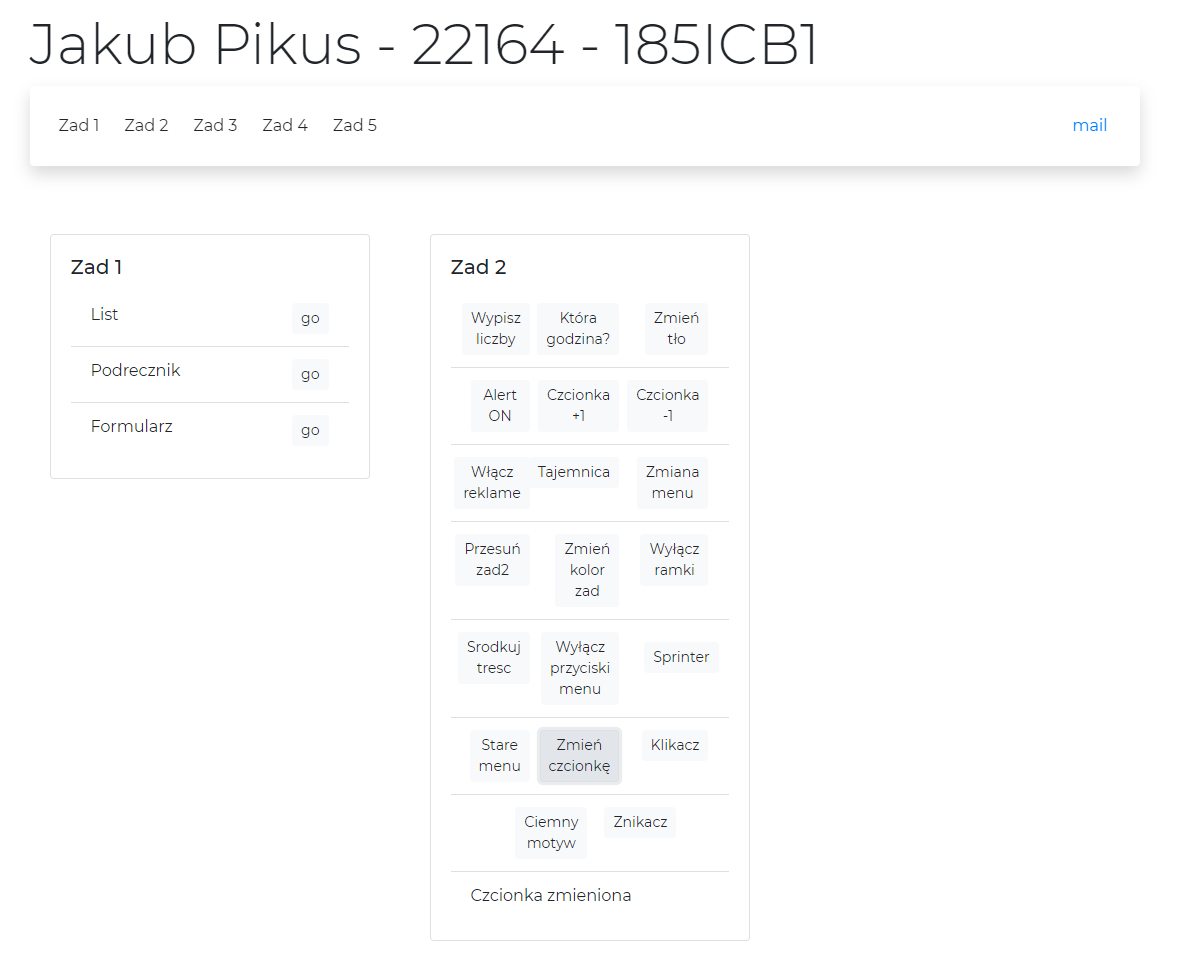 Jakub Pikus - 22164 - 185ICB1
Zad 1 Zad 2 Zad 3 Zad 4 Zad 5 mail
Zad 1
List go
Podrecznik go
Formularz go
Zad 2
Wypisz
liczby
Która
godzina?
Zmień
tło
Alert
ON
Czcionka
+1
Czcionka
-1
Włącz
reklame
Tajemnica
Zmiana
menu
Przesuń
zad2
Zmień
kolor
zad
Wyłącz
ramki
Srodkuj
tresc
Wyłącz
przyciski
menu
Sprinter
Stare
menu
Zmień
czcionkę
Klikacz
Ciemny
motyw
Znikacz
Czcionka zmieniona